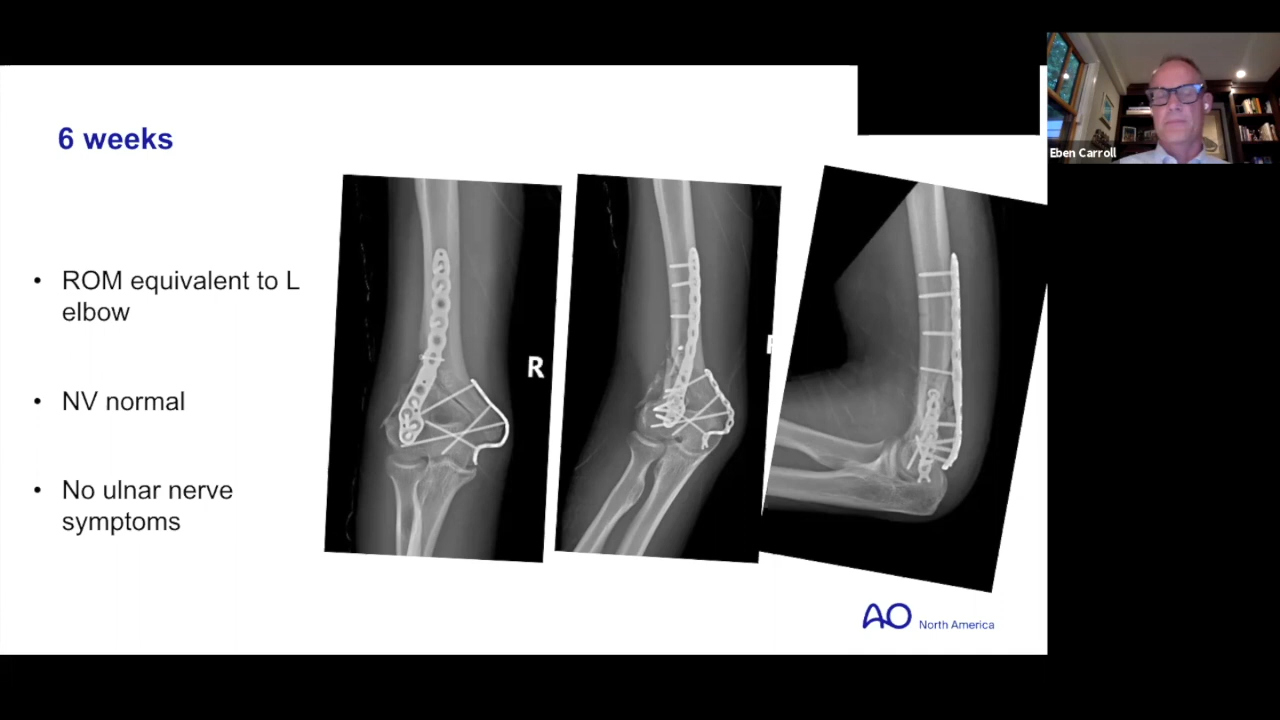 6 weeks
• ROM equivalent to L
elbow
• NV normal
• No ulnar nerve
symptoms
R
AO North America
Eben Carroll